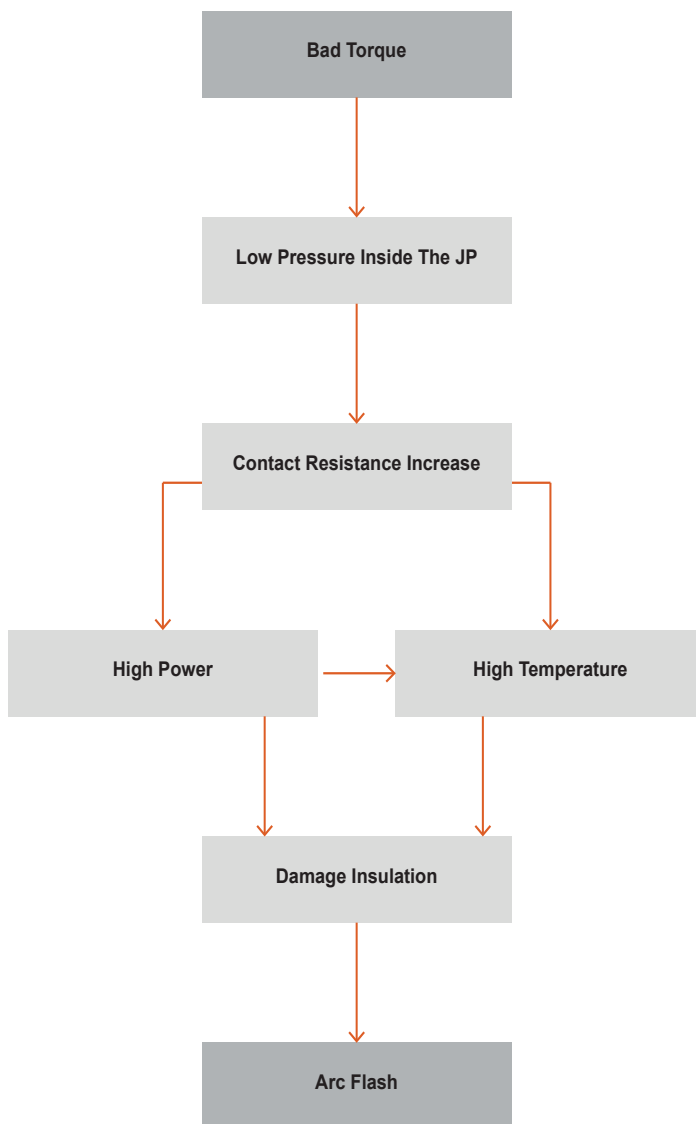 Bad Torque
Low Pressure Inside The JP
Contact Resistance Increase
High Power
High Temperature
Damage Insulation
Arc Flash